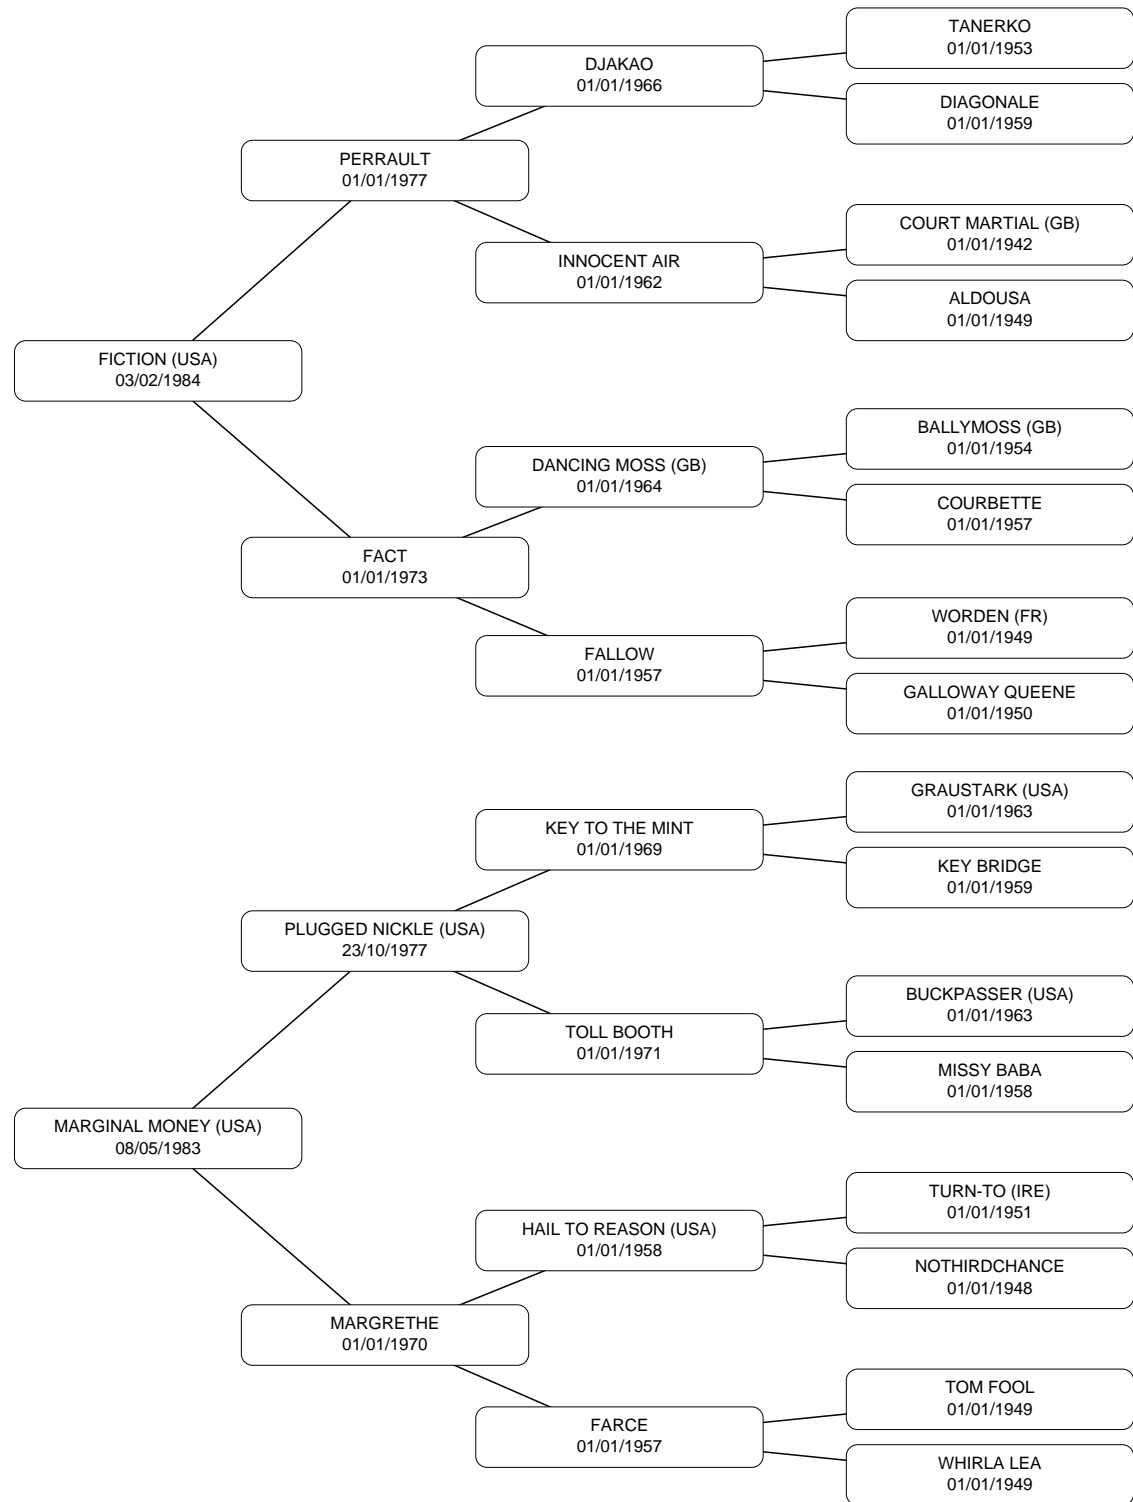 TANERKO
01/01/1953
DJAKAO
01/01/1966
DIAGONALE
01/01/1959
PERRAULT
01/01/1977
COURT MARTIAL (GB)
01/01/1942
INNOCENT AIR
01/01/1962
ALDOUSA
01/01/1949
FICTION (USA)
03/02/1984
BALLYMOSS (GB)
01/01/1954
DANCING MOSS (GB)
01/01/1964
COURBETTE
01/01/1957
FACT
01/01/1973
WORDEN (FR)
01/01/1949
FALLOW
01/01/1957
GALLOWAY QUEENE
01/01/1950
GRAUSTARK (USA)
01/01/1963
KEY TO THE MINT
01/01/1969
KEY BRIDGE
01/01/1959
PLUGGED NICKLE (USA)
23/10/1977
BUCKPASSER (USA)
01/01/1963
TOLL BOOTH
01/01/1971
MISSY BABA
01/01/1958
MARGINAL MONEY (USA)
08/05/1983
TURN-TO (IRE)
01/01/1951
HAIL TO REASON (USA)
01/01/1958
NOTHIRDCHANCE
01/01/1948
MARGRETHE
01/01/1970
TOM FOOL
01/01/1949
FARCE
01/01/1957
WHIRLA LEA
01/01/1949